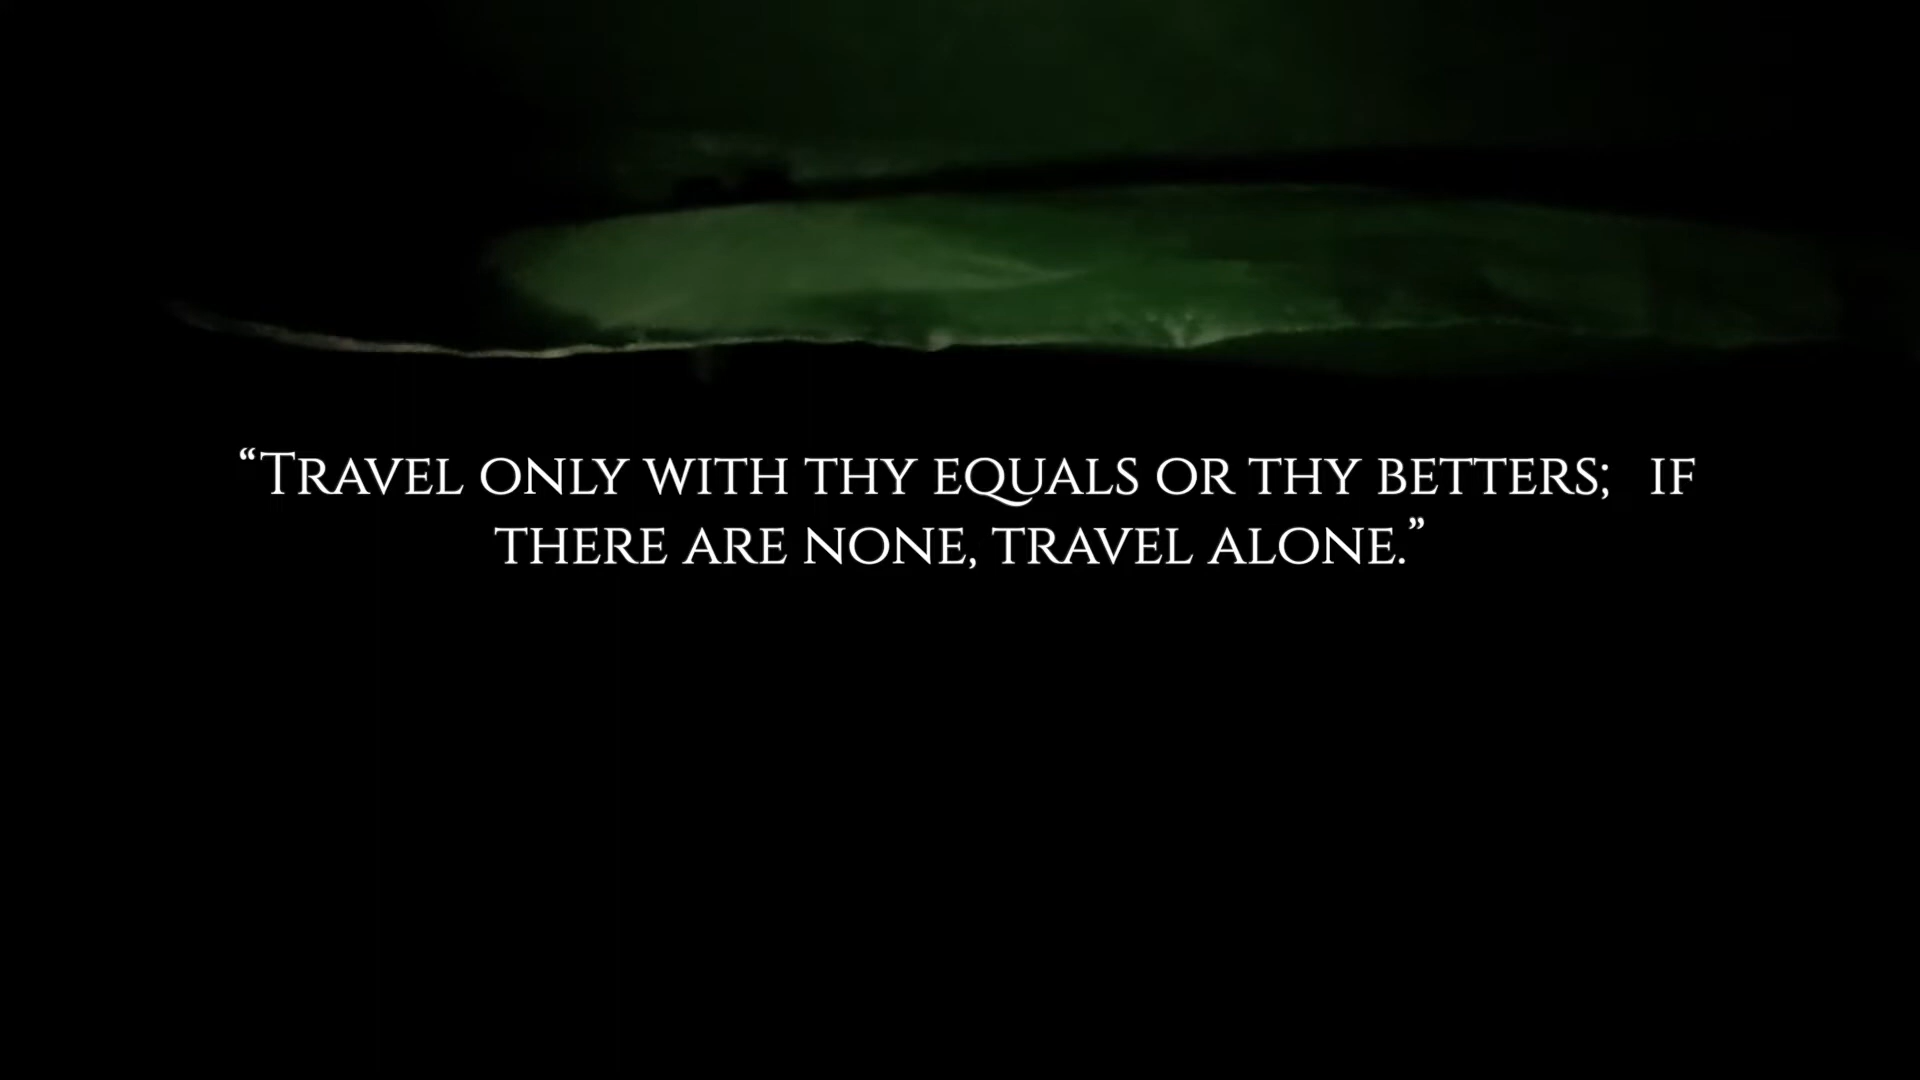 “Travel only with thy equals or thy betters; if
there are none, travel alone.”